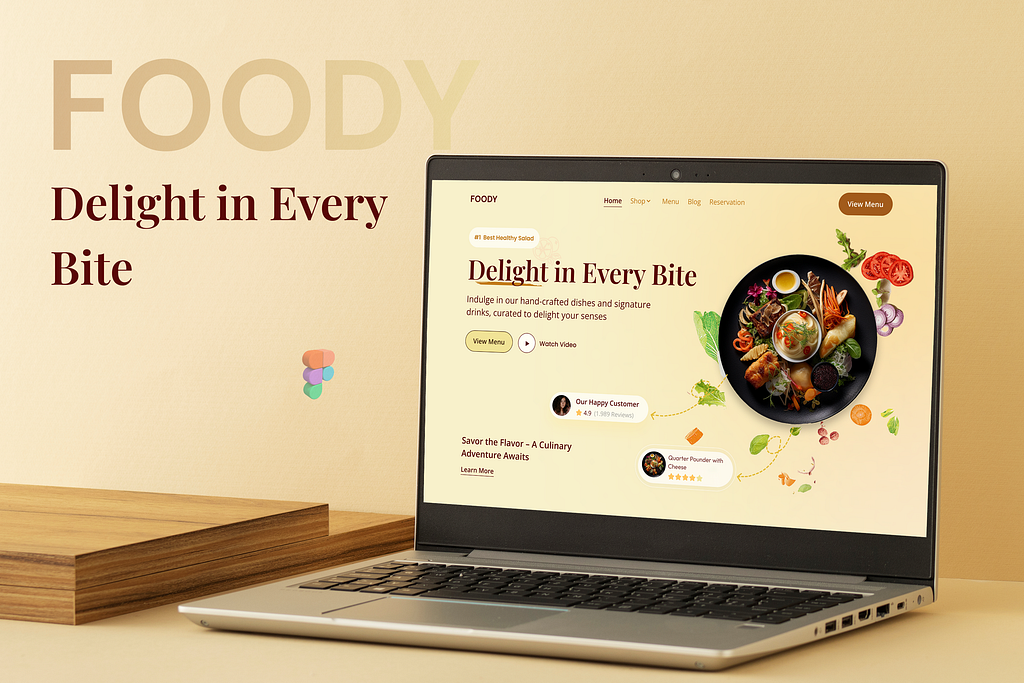 FOODY
Delight in Every
Bite
FOODY
Home Shop Menu Blog Reservation
View Menu
#1 Best Healthy Salad
Delight in Every Bite
Indulge in our hand-crafted dishes and signature
drinks, curated to delight your senses
View Menu
Watch Video
Our Happy Customer
4.9 (1,989 Reviews)
Savor the Flavor – A Culinary
Adventure Awaits
Learn More
Quarter Pounder with
Cheese